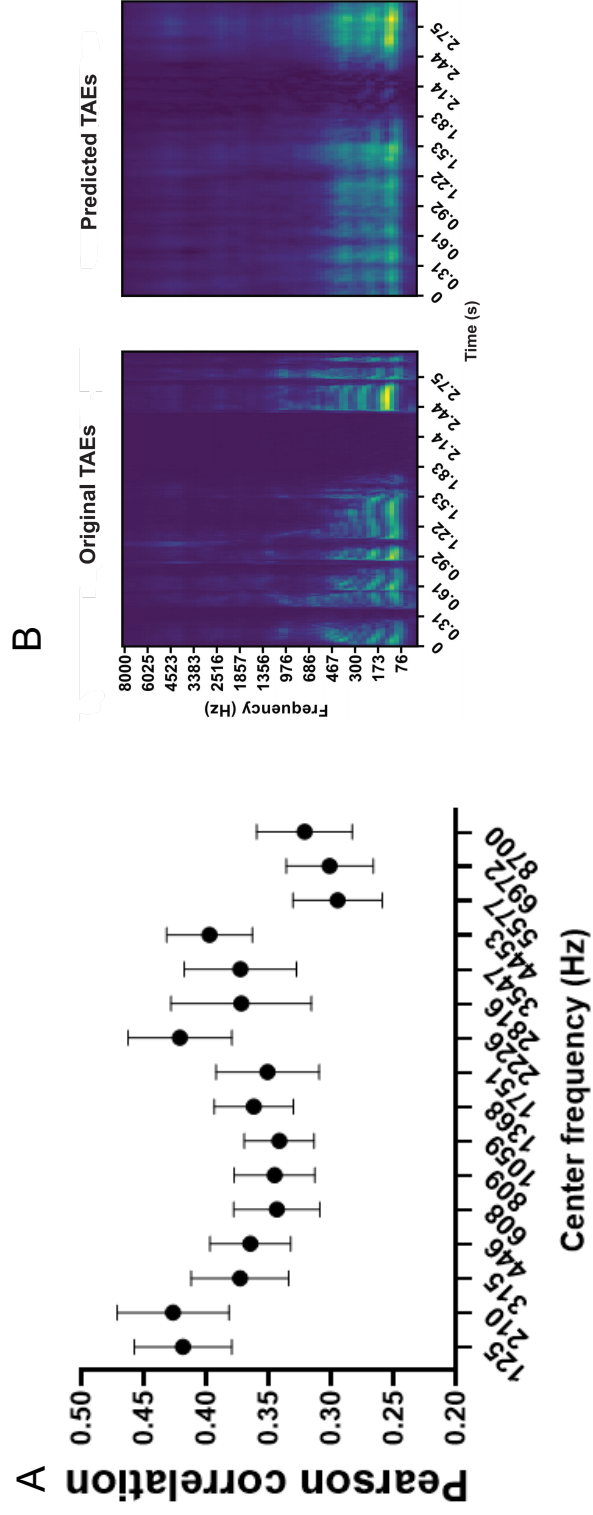 A
Pearson correlation
0.50
0.45
0.40
0.35
0.30
0.25
0.20
125 210 315 446 608 809 1059 1368 1751 2226 2816 3547 4453 5577 6972 8700
Center frequency (Hz)
B
Original TAEs
Predicted TAEs
Frequency (Hz)
8000
6025
4523
3383
2516
1857
1356
976
686
467
300
173
76
0 0.31 0.61 0.92 1.22 1.53 1.83 2.14 2.44 2.75
0 0.31 0.61 0.92 1.22 1.53 1.83 2.14 2.44 2.75
Time (s)